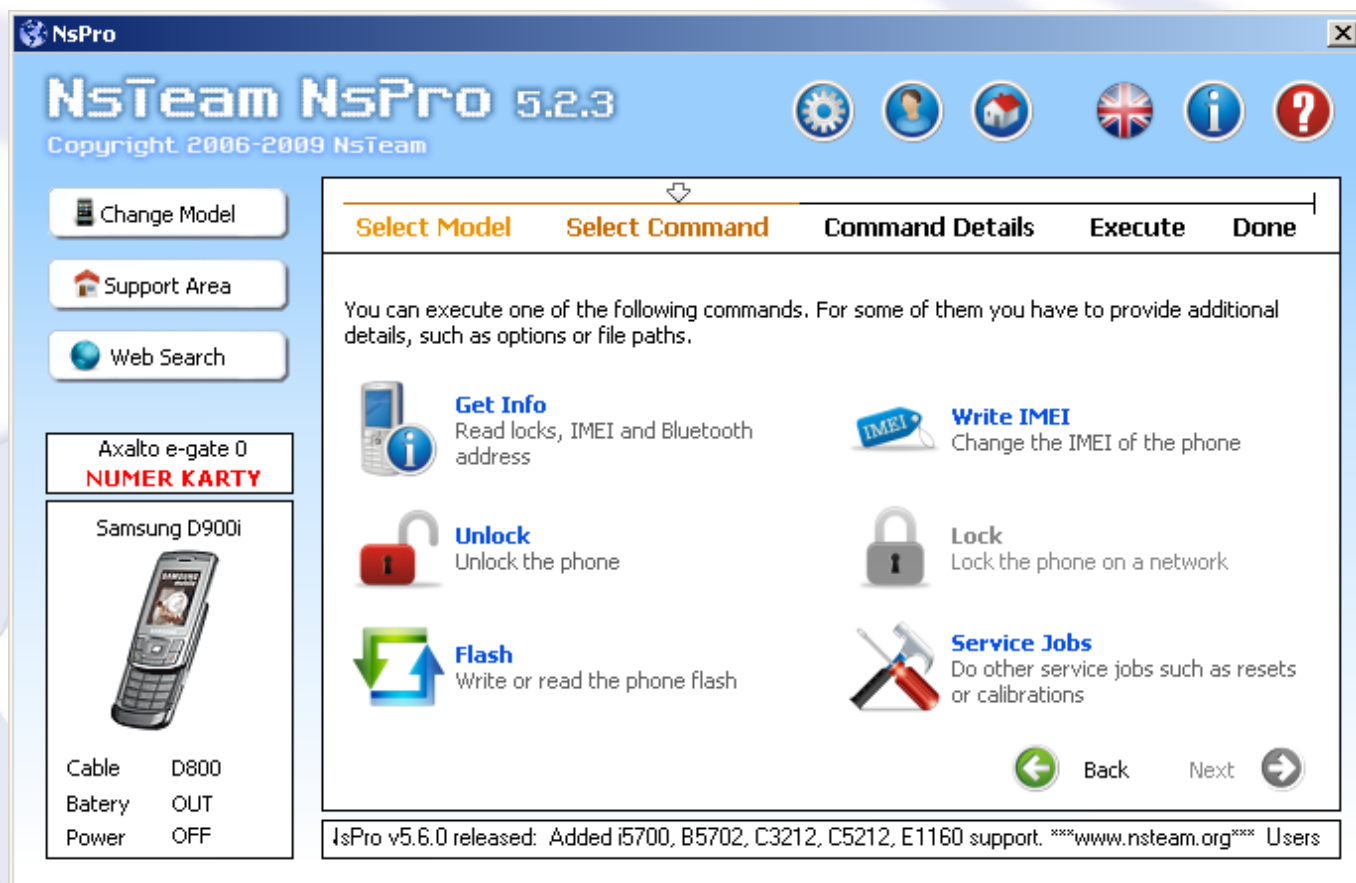 NsPro
NsTeam NsPro 5.2.3
Copyright 2006-2009 NsTeam
Change Model
Support Area
Web Search
Axalto e-gate 0
NUMER KARTY
Samsung D900i
SAMSUNG
mobile
Cable D800
Batery OUT
Power OFF
Select Model Select Command Command Details Execute Done
You can execute one of the following commands. For some of them you have to provide additional
details, such as options or file paths.
Get Info
Read locks, IMEI and Bluetooth
address
IMEI
Write IMEI
Change the IMEI of the phone
Unlock
Unlock the phone
Lock
Lock the phone on a network
Flash
Write or read the phone flash
Service Jobs
Do other service jobs such as resets
or calibrations
Back Next
NsPro v5.6.0 released: Added i5700, B5702, C3212, C5212, E1160 support. ***www.nsteam.org*** Users